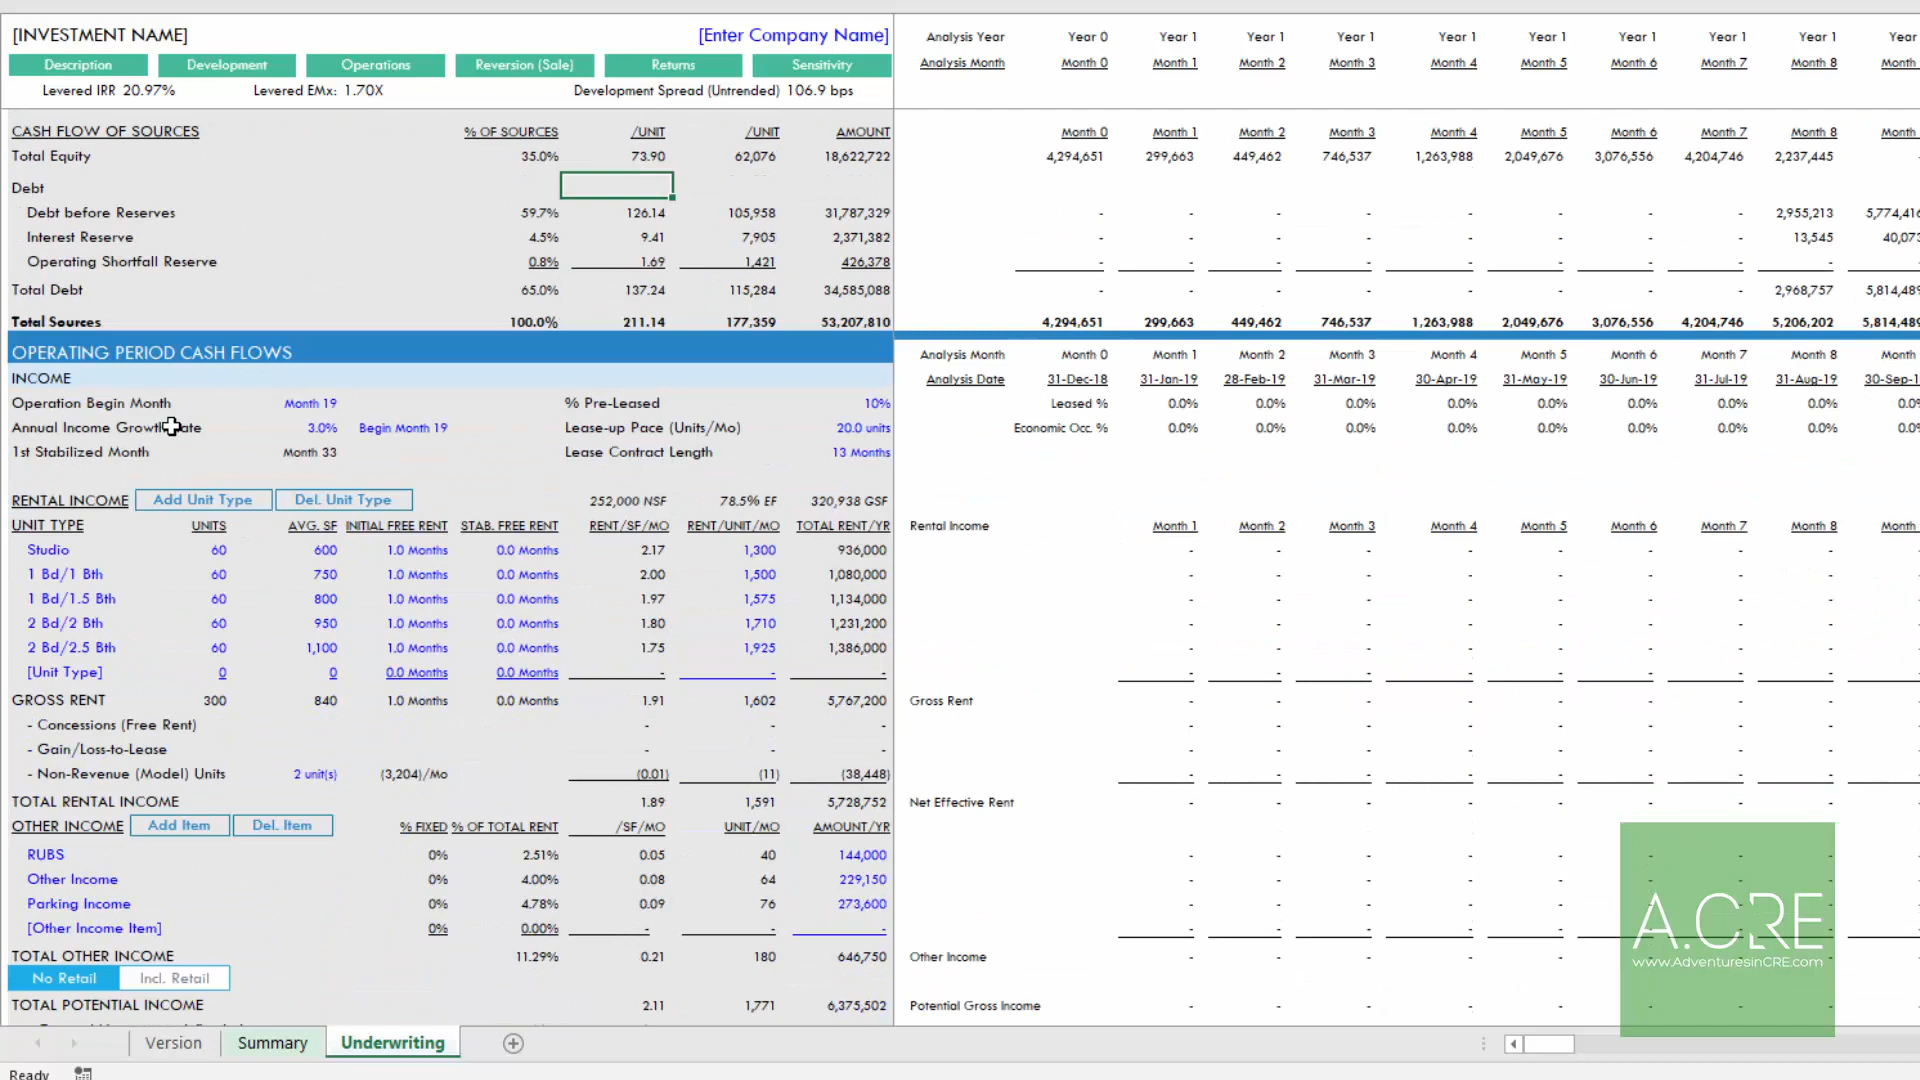 [INVESTMENT NAME] [Enter Company Name] Analysis Year Year 0 Year 1 Year 1 Year 1 Year 1 Year 1 Year 1 Year 1 Year 1 Year
Description Development Operations Reversion (Sale) Returns Sensitivity Analysis Month Month 0 Month 1 Month 2 Month 3 Month 4 Month 5 Month 6 Month 7 Month 8 Month
Levered IRR 20.97% Levered EMx: 1.70X Development Spread (Untrended) 106.9 bps
CASH FLOW OF SOURCES % OF SOURCES /UNIT /UNIT AMOUNT Month 0 Month 1 Month 2 Month 3 Month 4 Month 5 Month 6 Month 7 Month 8 Month
Total Equity 35.0% 73.90 62,076 18,622,722 4,294,651 299,663 449,462 746,537 1,263,988 2,049,676 3,076,556 4,204,746 2,237,445 -
Debt
Debt before Reserves 59.7% 126.14 105,958 31,787,329 - - - - - - - - 2,955,213 5,774,416
Interest Reserve 4.5% 9.41 7,905 2,371,382 - - - - - - - - 13,545 40,073
Operating Shortfall Reserve 0.8% 1.69 1,421 426,378 - - - - - - - - - -
Total Debt 65.0% 137.24 115,284 34,585,088 - - - - - - - - 2,968,757 5,814,489
Total Sources 100.0% 211.14 177,359 53,207,810 4,294,651 299,663 449,462 746,537 1,263,988 2,049,676 3,076,556 4,204,746 5,206,202 5,814,489
OPERATING PERIOD CASH FLOWS Analysis Month Month 0 Month 1 Month 2 Month 3 Month 4 Month 5 Month 6 Month 7 Month 8 Month
INCOME Analysis Date 31-Dec-18 31-Jan-19 28-Feb-19 31-Mar-19 30-Apr-19 31-May-19 30-Jun-19 31-Jul-19 31-Aug-19 30-Sep-19
Operation Begin Month Month 19 % Pre-Leased 10% Leased % 0.0% 0.0% 0.0% 0.0% 0.0% 0.0% 0.0% 0.0%
Annual Income Growth Rate 3.0% Begin Month 19 Lease-up Pace (Units/Mo) 20.0 units Economic Occ. % 0.0% 0.0% 0.0% 0.0% 0.0% 0.0% 0.0% 0.0%
1st Stabilized Month Month 33 Lease Contract Length 13 Months
RENTAL INCOME Add Unit Type Del. Unit Type 252,000 NSF 78.5% EF 320,938 GSF
UNIT TYPE UNITS AVG. SF INITIAL FREE RENT STAB. FREE RENT RENT/SF/MO RENT/UNIT/MO TOTAL RENT/YR Rental Income Month 1 Month 2 Month 3 Month 4 Month 5 Month 6 Month 7 Month 8 Month
Studio 60 600 1.0 Months 0.0 Months 2.17 1,300 936,000 - - - - - - - -
1 Bd/1 Bth 60 750 1.0 Months 0.0 Months 2.00 1,500 1,080,000 - - - - - - - -
1 Bd/1.5 Bth 60 800 1.0 Months 0.0 Months 1.97 1,575 1,134,000 - - - - - - - -
2 Bd/2 Bth 60 950 1.0 Months 0.0 Months 1.80 1,710 1,231,200 - - - - - - - -
2 Bd/2.5 Bth 60 1,100 1.0 Months 0.0 Months 1.75 1,925 1,386,000 - - - - - - - -
[Unit Type] 0 0 0.0 Months 0.0 Months - - - - - - - - - - -
GROSS RENT 300 840 1.0 Months 0.0 Months 1.91 1,602 5,767,200 Gross Rent - - - - - - - -
- Concessions (Free Rent) - - - - - - - - - - -
- Gain/Loss-to-Lease - - - - - - - - - - -
- Non-Revenue (Model) Units 2 unit(s) (3,204)/Mo (0.01) (11) (38,448) - - - - - - - -
TOTAL RENTAL INCOME 1.89 1,591 5,728,752 Net Effective Rent - - - - - - - -
OTHER INCOME Add Item Del. Item % FIXED % OF TOTAL RENT /SF/MO UNIT/MO AMOUNT/YR
RUBS 0% 2.51% 0.05 40 144,000 - - - - - - - -
Other Income 0% 4.00% 0.08 64 229,150 - - - - - - - -
Parking Income 0% 4.78% 0.09 76 273,600 - - - - - - - -
[Other Income Item] 0% 0.00% - - - - - - - - - - -
TOTAL OTHER INCOME 11.29% 0.21 180 646,750 Other Income - - - - - - - -
No Retail Incl. Retail
TOTAL POTENTIAL INCOME 2.11 1,771 6,375,502 Potential Gross Income - - - - - - - -
A.CRE
www.AdventuresinCRE.com
Version Summary Underwriting
Ready